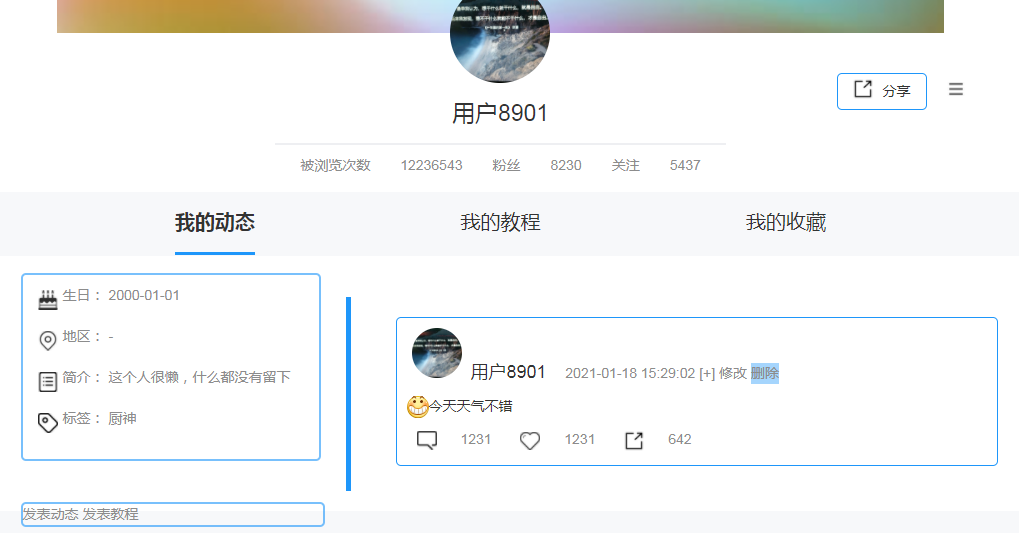 用户8901
分享
被浏览次数 12236543 粉丝 8230 关注 5437
我的动态 我的教程 我的收藏
生日： 2000-01-01
地区： -
简介： 这个人很懒，什么都没有留下
标签： 厨神
用户8901 2021-01-18 15:29:02 [+] 修改 删除
今天天气不错
1231 1231 642
发表动态 发表教程